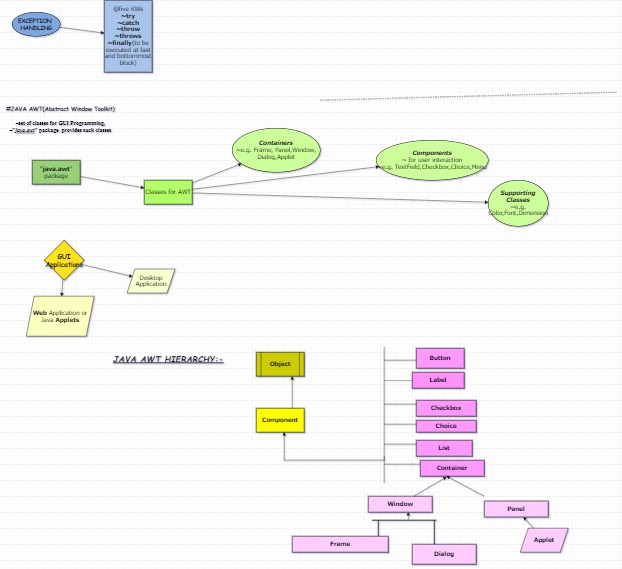 EXCEPTION
HANDLING
@five KWs
~try
~catch
~throw
~throws
~finally(to be
executed at last
and bottommost
block)
#JAVA AWT(Abstract Window Toolkit)
~set of classes for GUI Programming,
~"Java.awt" package provides such classes
Containers
~e.g. Frame, Panel,Window,
Dialog,Applet
Components
~ for user interaction
~e.g. TextField,Checkbox,Choice,Menu
"java.awt"
package
Classes for AWT
Supporting
Classes
~e.g.
Color,Font,Dimension
GUI
Applications
Desktop
Application
Web Application or
Java Applets
JAVA AWT HIERARCHY:-
Object
Component
Button
Label
Checkbox
Choice
List
Container
Window
Panel
Frame
Dialog
Applet